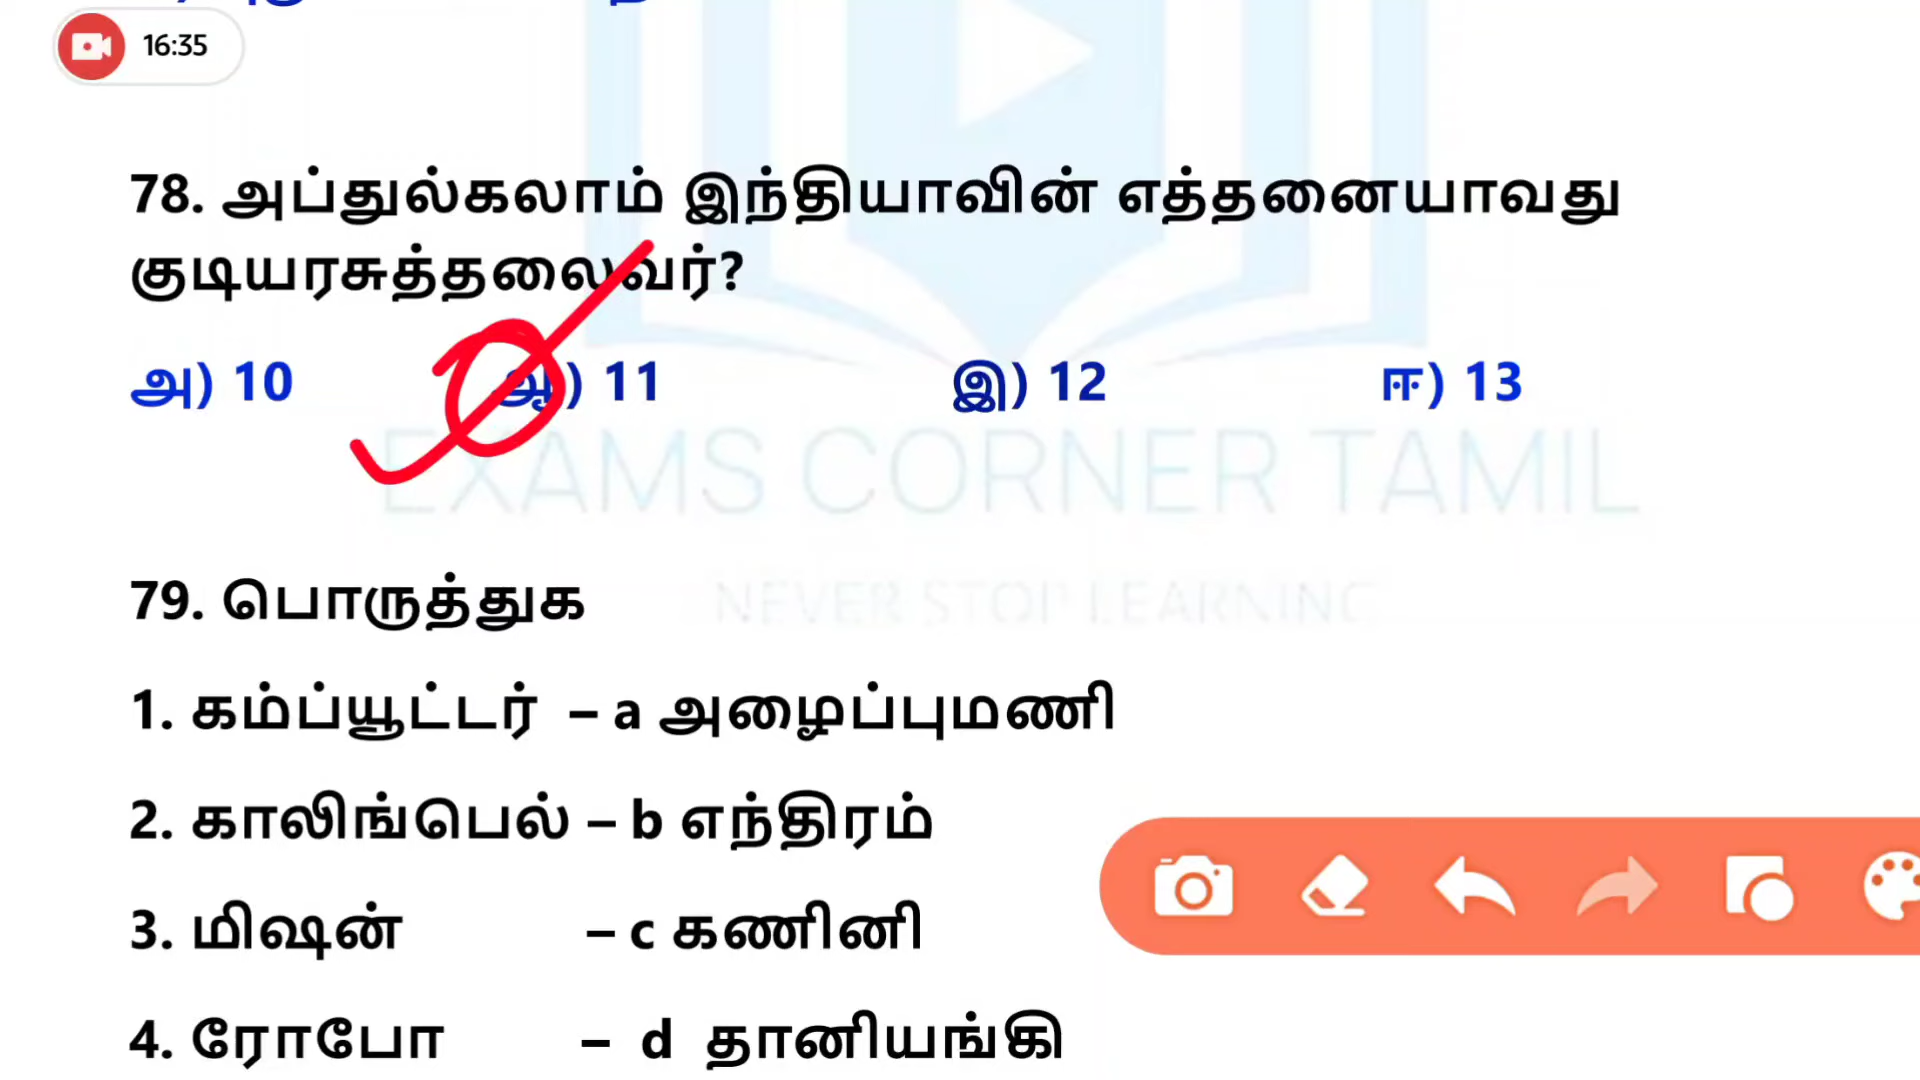 16:35
78. அப்துல்கலாம் இந்தியாவின் எத்தனையாவது
குடியரசுத்தலைவர்?
அ) 10 ஆ) 11 இ) 12 ஈ) 13
EXAMS CORNER TAMIL
79. பொருத்துக
NEVER STOP LEARNING
1. கம்ப்யூட்டர் – a அழைப்புமணி
2. காலிங்பெல் – b எந்திரம்
3. மிஷன் – c கணினி
4. ரோபோ – d தானியங்கி